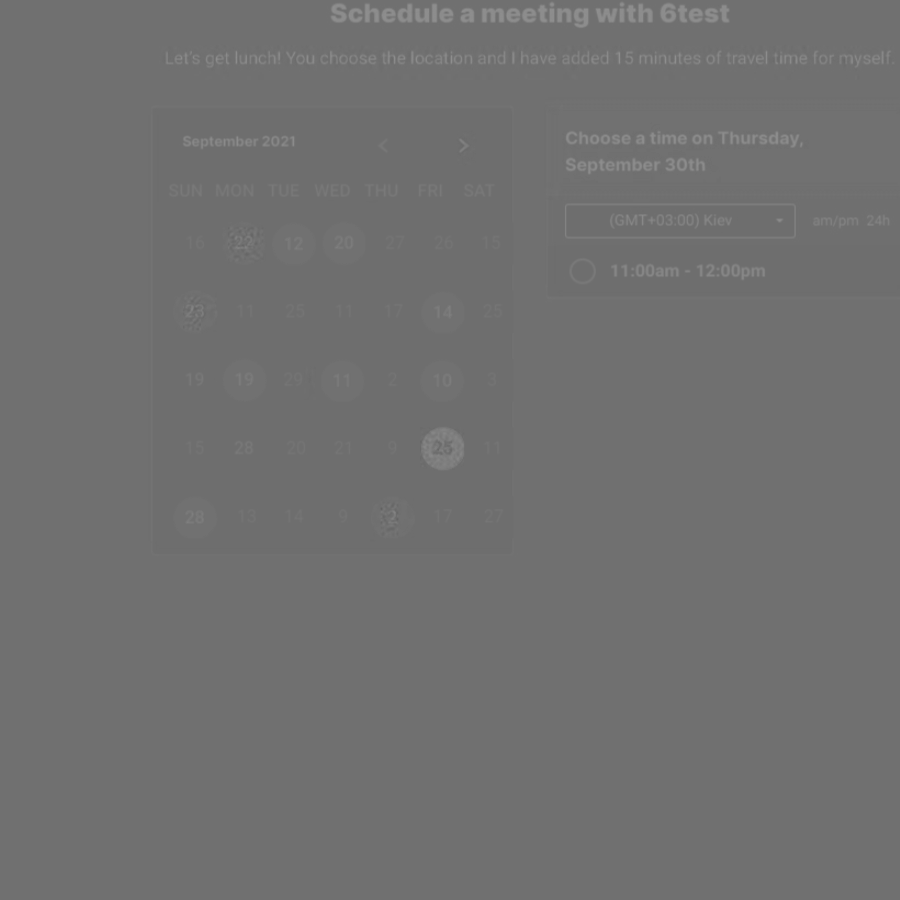 Schedule a meeting with 6test
Let's get lunch! You choose the location and I have added 15 minutes of travel time for myself.
September 2021 < >
SUN MON TUE WED THU FRI SAT
16 22 12 20 27 26 15
23 11 25 11 17 14 25
19 19 29 11 2 10 3
15 28 20 21 9 25 11
28 13 14 9 2 17 27
Choose a time on Thursday,
September 30th
(GMT+03:00) Kiev am/pm 24h
11:00am - 12:00pm